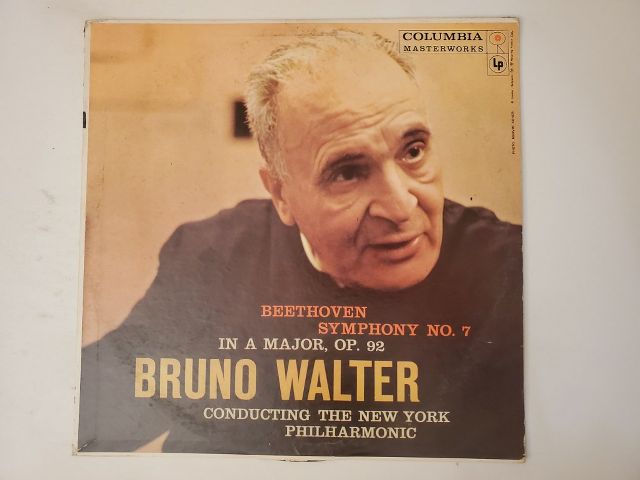 COLUMBIA
MASTERWORKS
LP
BEETHOVEN
SYMPHONY NO. 7
IN A MAJOR, OP. 92
BRUNO WALTER
CONDUCTING THE NEW YORK
PHILHARMONIC